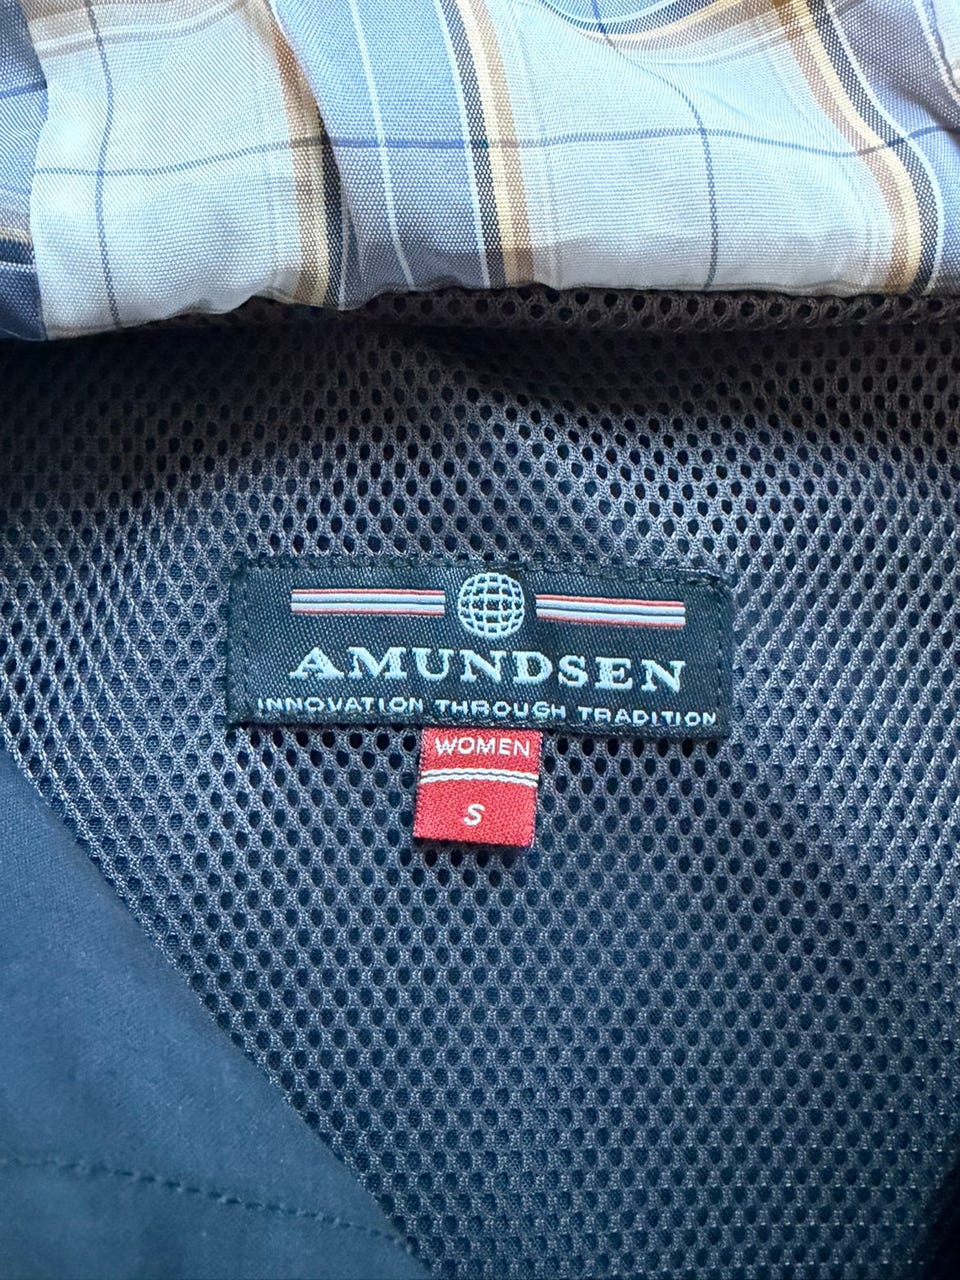 AMUNDSEN
INNOVATION THROUGH TRADITION
WOMEN
S